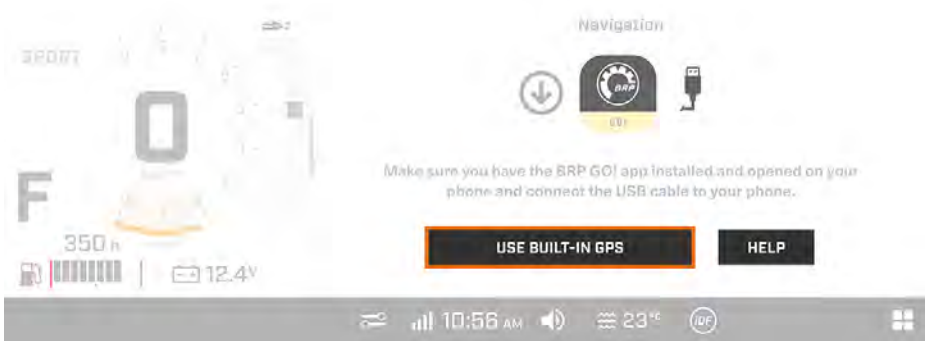 Navigation
SPORT
BRP
GO!
0
Make sure you have the BRP GO! app installed and opened on your
phone and connect the USB cable to your phone.
F
USE BUILT-IN GPS
HELP
350 h
12.4V
10:56 AM
23°C
iDF